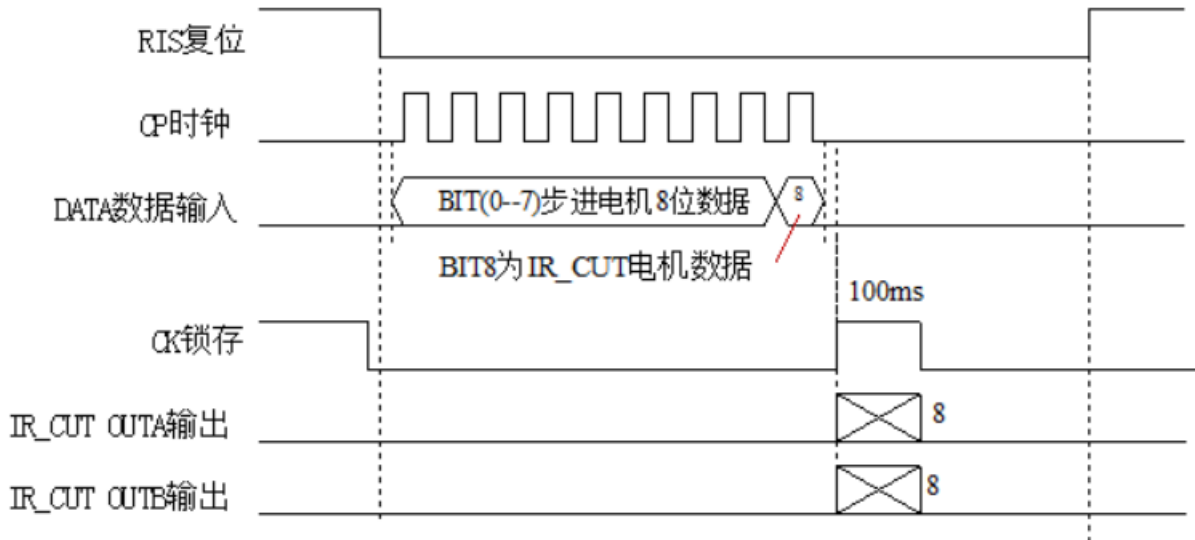 RIS复位
CP时钟
DATA数据输入
BIT(0--7)步进电机8位数据
8
BIT8为IR_CUT电机数据
100ms
CK锁存
IR_CUT OUTA输出
8
IR_CUT OUTB输出
8